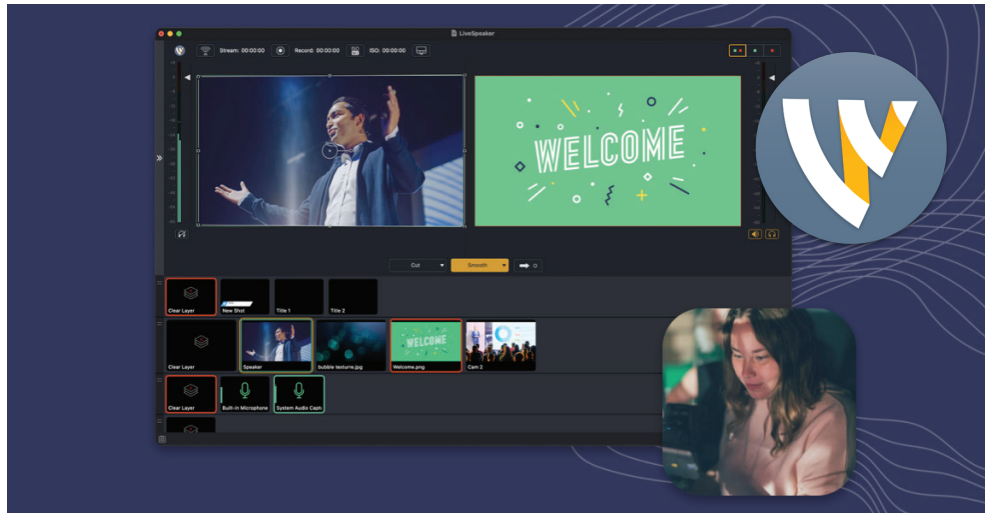 LiveSpeaker
Stream: 00:00:00
Record: 00:00:00
ISO: 00:00:00
WELCOME
Cut
Smooth
Clear Layer
New Shot
Title 1
Title 2
WELCOME
Clear Layer
Speaker
bubble texture.jpg
Welcome.png
Cam 2
Clear Layer
Built-in Microphone
System Audio Capt